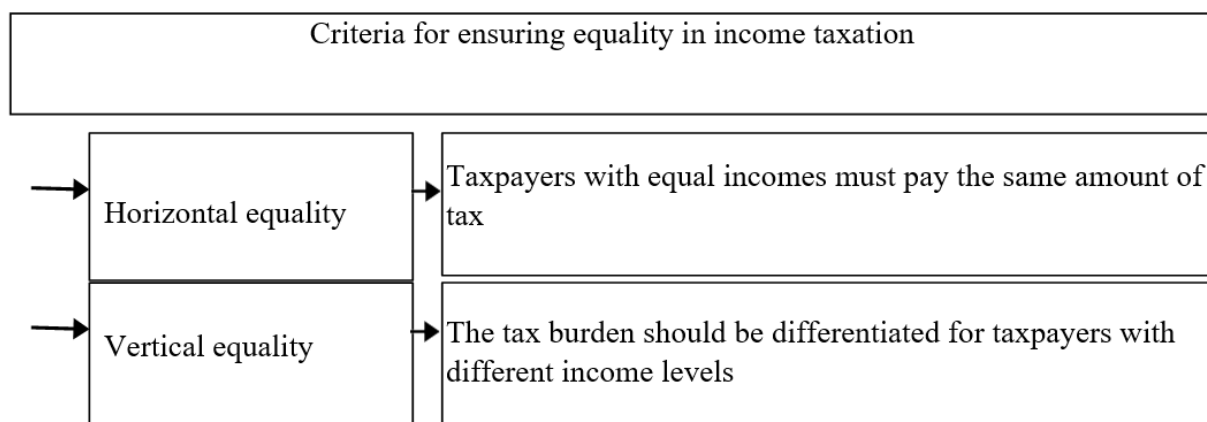 Criteria for ensuring equality in income taxation
Horizontal equality
Taxpayers with equal incomes must pay the same amount of
tax
Vertical equality
The tax burden should be differentiated for taxpayers with
different income levels